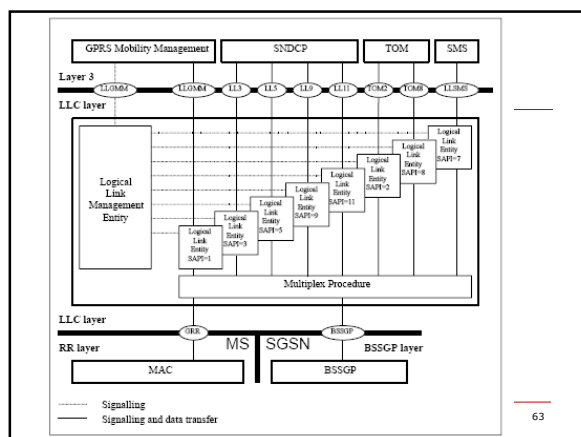 GPRS Mobility Management
SNDCP
TOM
SMS
Layer 3
LLGMM
LLGMM
LL3
LL5
LL9
LL11
TOM2
TOM8
LLSMS
LLC layer
Logical
Link
Management
Entity
Logical
Link
Entity
SAPI=1
Logical
Link
Entity
SAPI=3
Logical
Link
Entity
SAPI=5
Logical
Link
Entity
SAPI=9
Logical
Link
Entity
SAPI=11
Logical
Link
Entity
SAPI=2
Logical
Link
Entity
SAPI=8
Logical
Link
Entity
SAPI=7
Multiplex Procedure
LLC layer
GRR
BSSGP
RR layer
MS
SGSN
BSSGP layer
MAC
BSSGP
Signalling
Signalling and data transfer
63